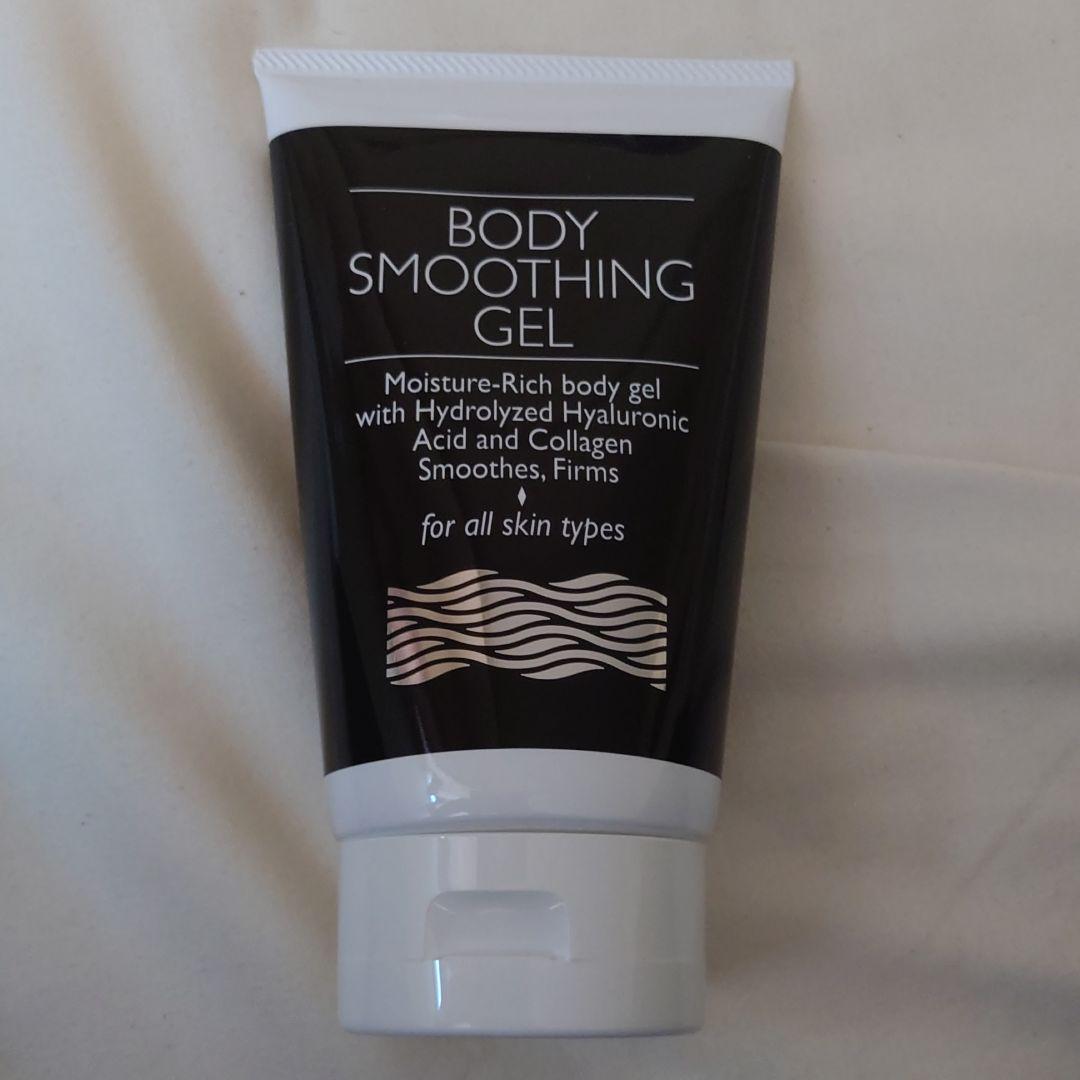 BODY
SMOOTHING
GEL
Moisture-Rich body gel
with Hydrolyzed Hyaluronic
Acid and Collagen
Smoothes, Firms
for all skin types